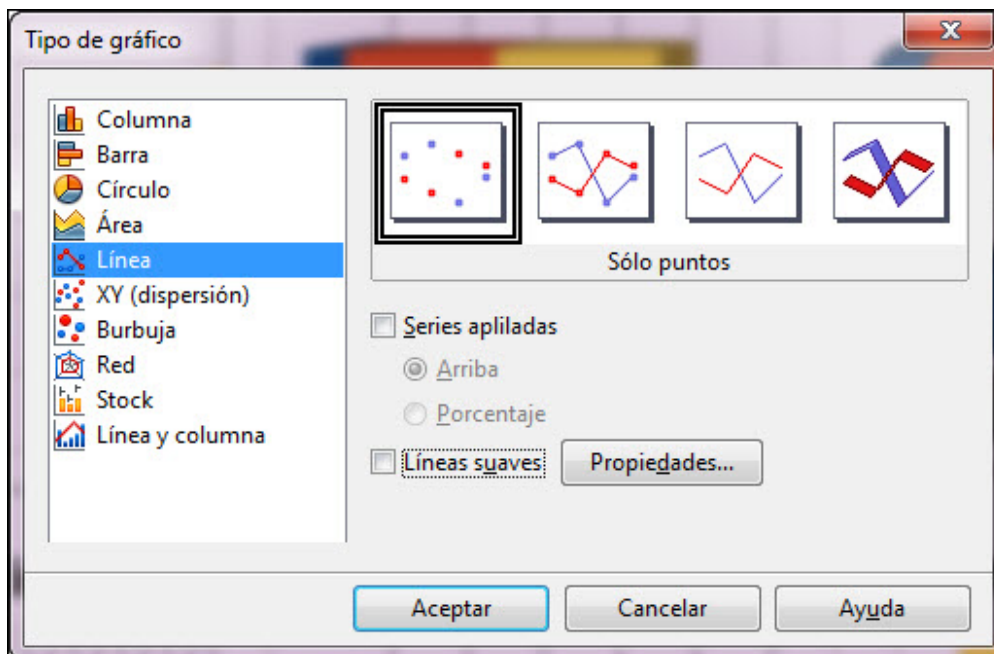 Tipo de gráfico
Columna
Barra
Círculo
Área
Línea
XY (dispersión)
Burbuja
Red
Stock
Línea y columna
Sólo puntos
Series apliladas
Arriba
Porcentaje
Líneas suaves
Propiedades...
Aceptar
Cancelar
Ayuda